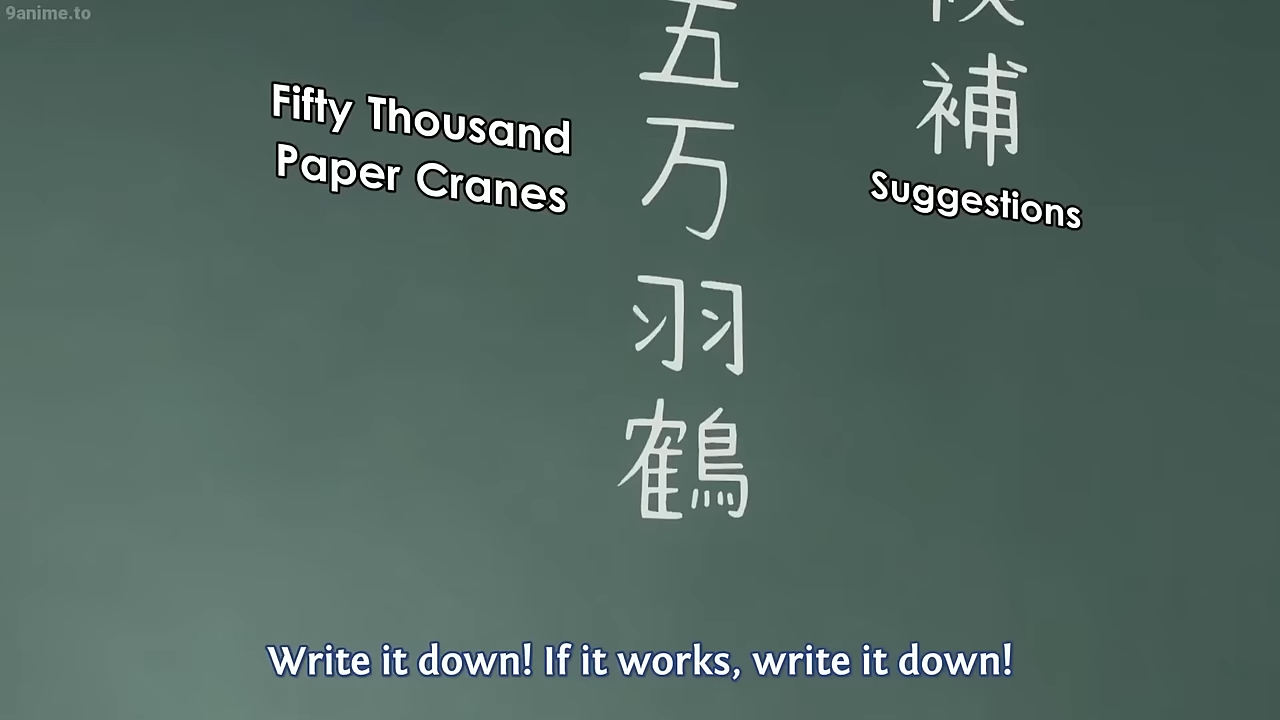 9anime.to
候補
Suggestions
五万羽鶴
Fifty Thousand
Paper Cranes
Write it down! If it works, write it down!